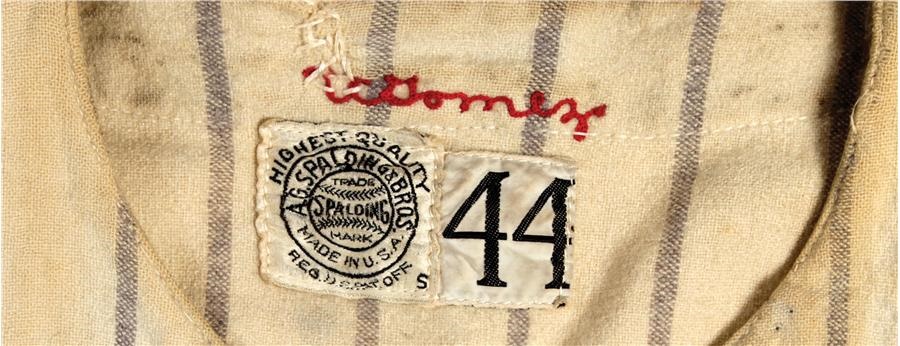 Gomez
HIGHEST QUALITY
A.G. SPALDING & BROS.
TRADE
SPALDING
MARK
MADE IN U.S.A.
REG. U.S. PAT. OFF.
S
44